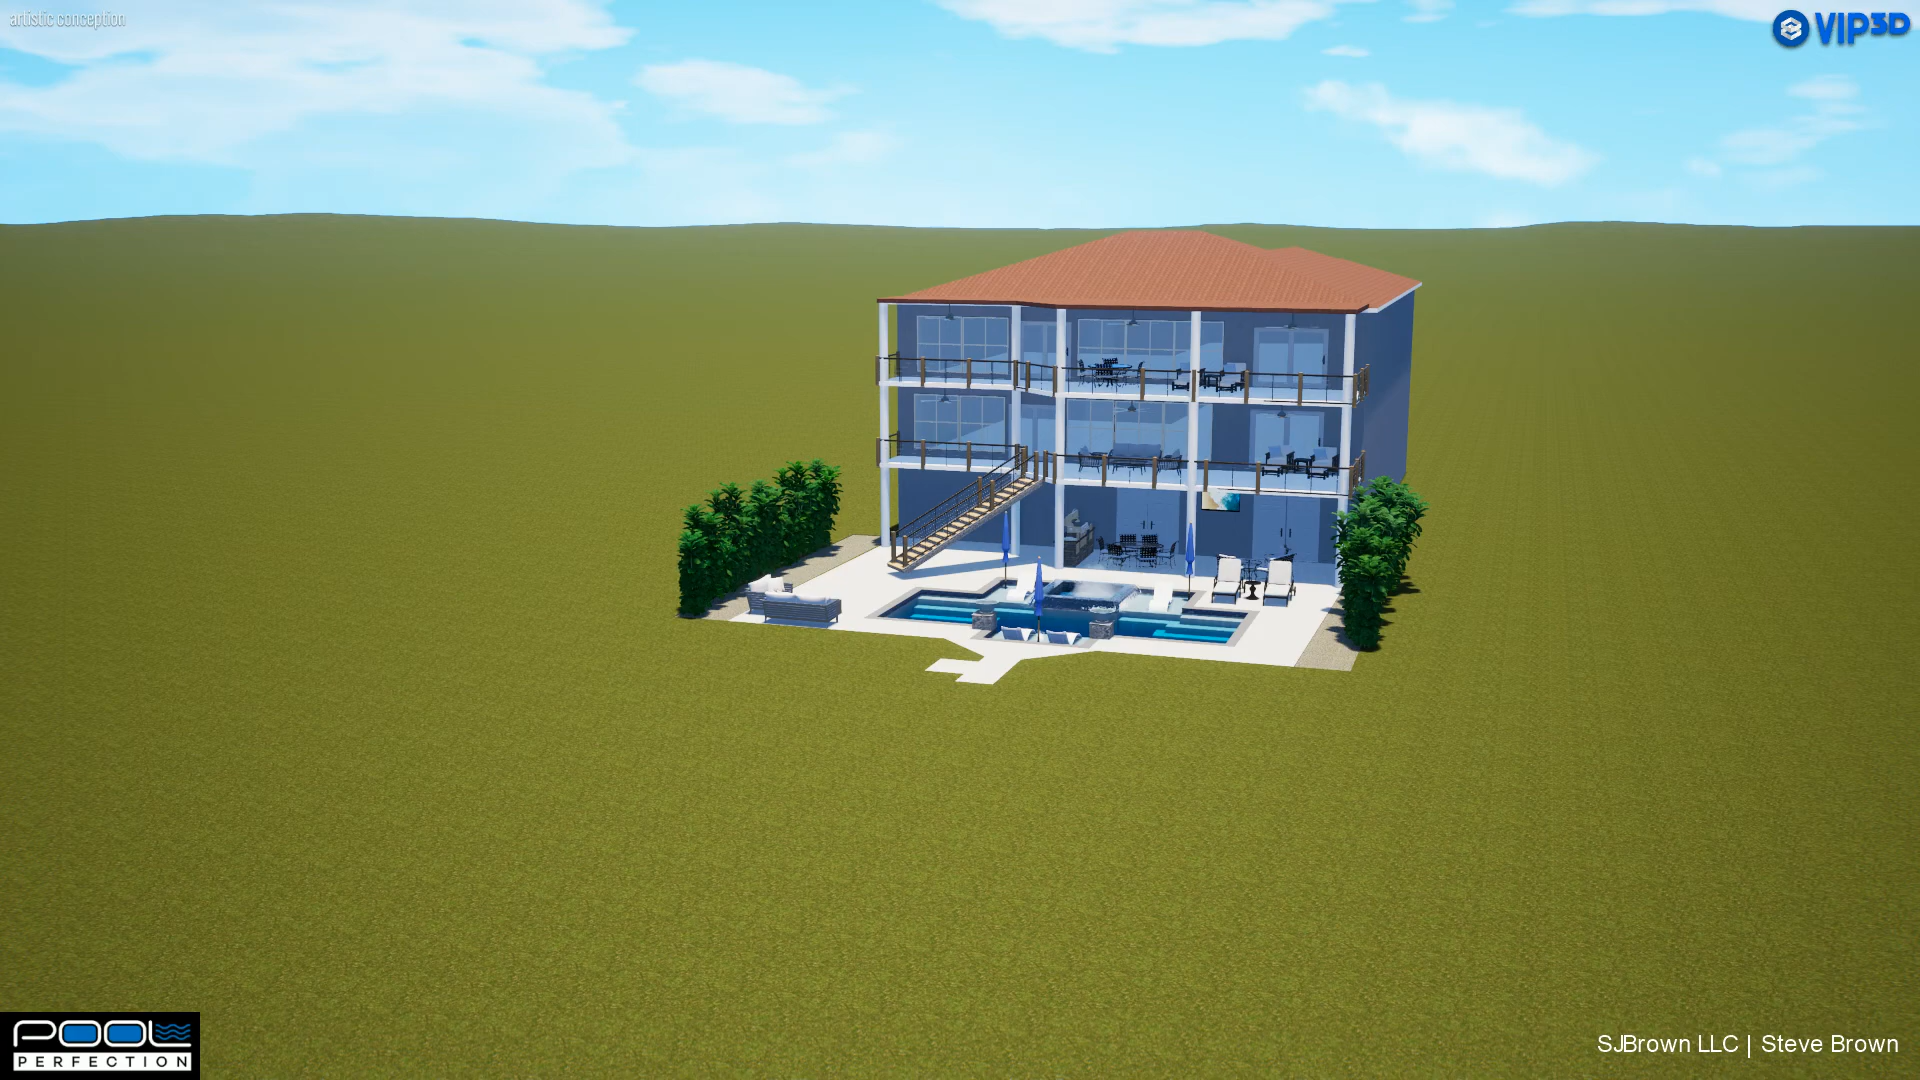 artistic conception
VIP3D
POOL
PERFECTION
SJBrown LLC | Steve Brown